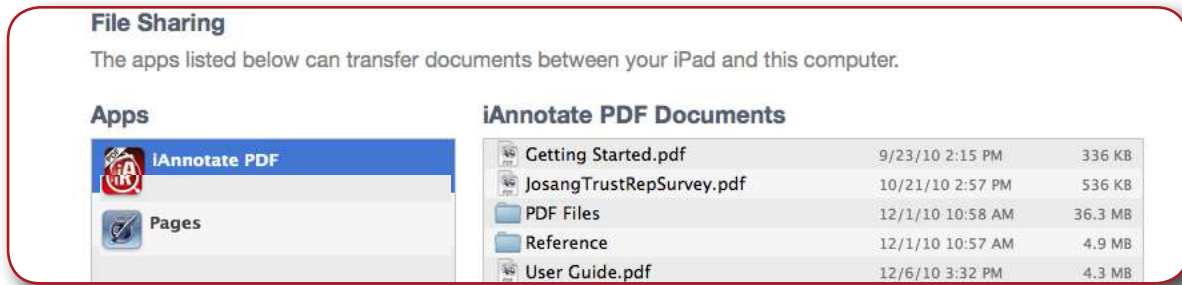 File Sharing
The apps listed below can transfer documents between your iPad and this computer.
Apps
iAnnotate PDF
Pages
iAnnotate PDF Documents
Getting Started.pdf 9/23/10 2:15 PM 336 KB
JosangTrustRepSurvey.pdf 10/21/10 2:57 PM 536 KB
PDF Files 12/1/10 10:58 AM 36.3 MB
Reference 12/1/10 10:57 AM 4.9 MB
User Guide.pdf 12/6/10 3:32 PM 4.3 MB